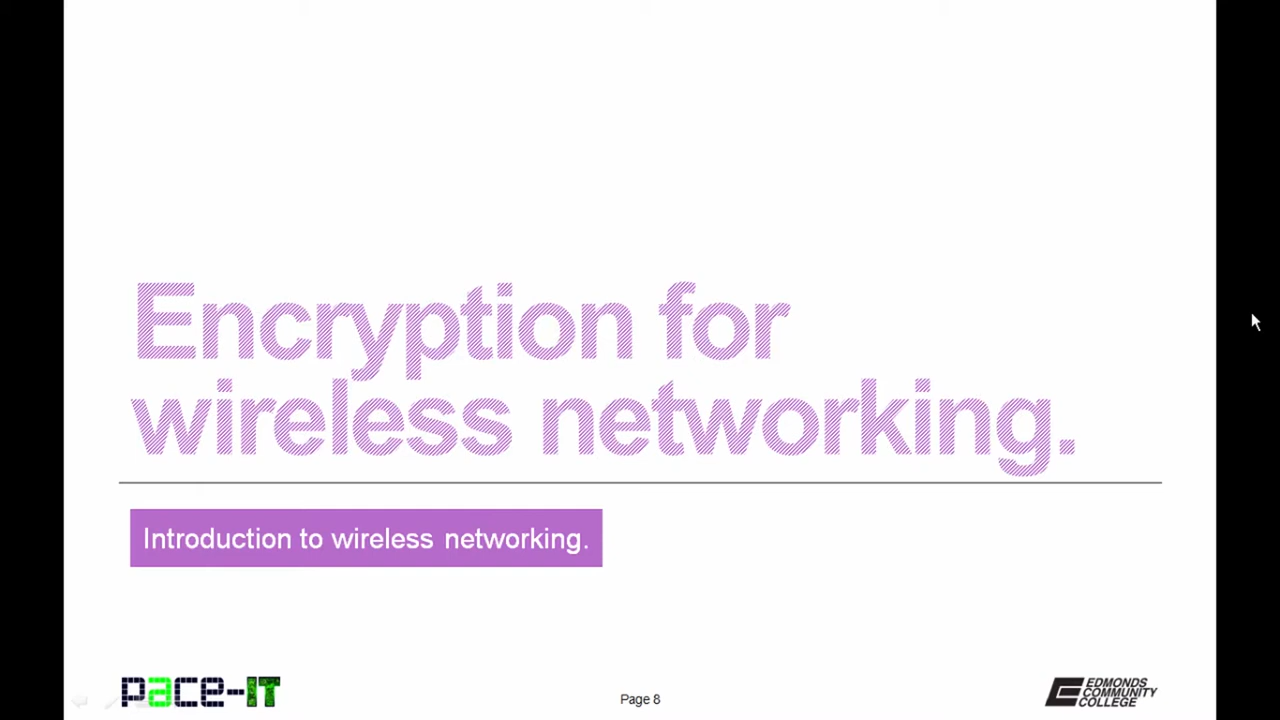 Encryption for
wireless networking.
Introduction to wireless networking.
pace-IT
Page 8
EDMONDS
COMMUNITY
COLLEGE